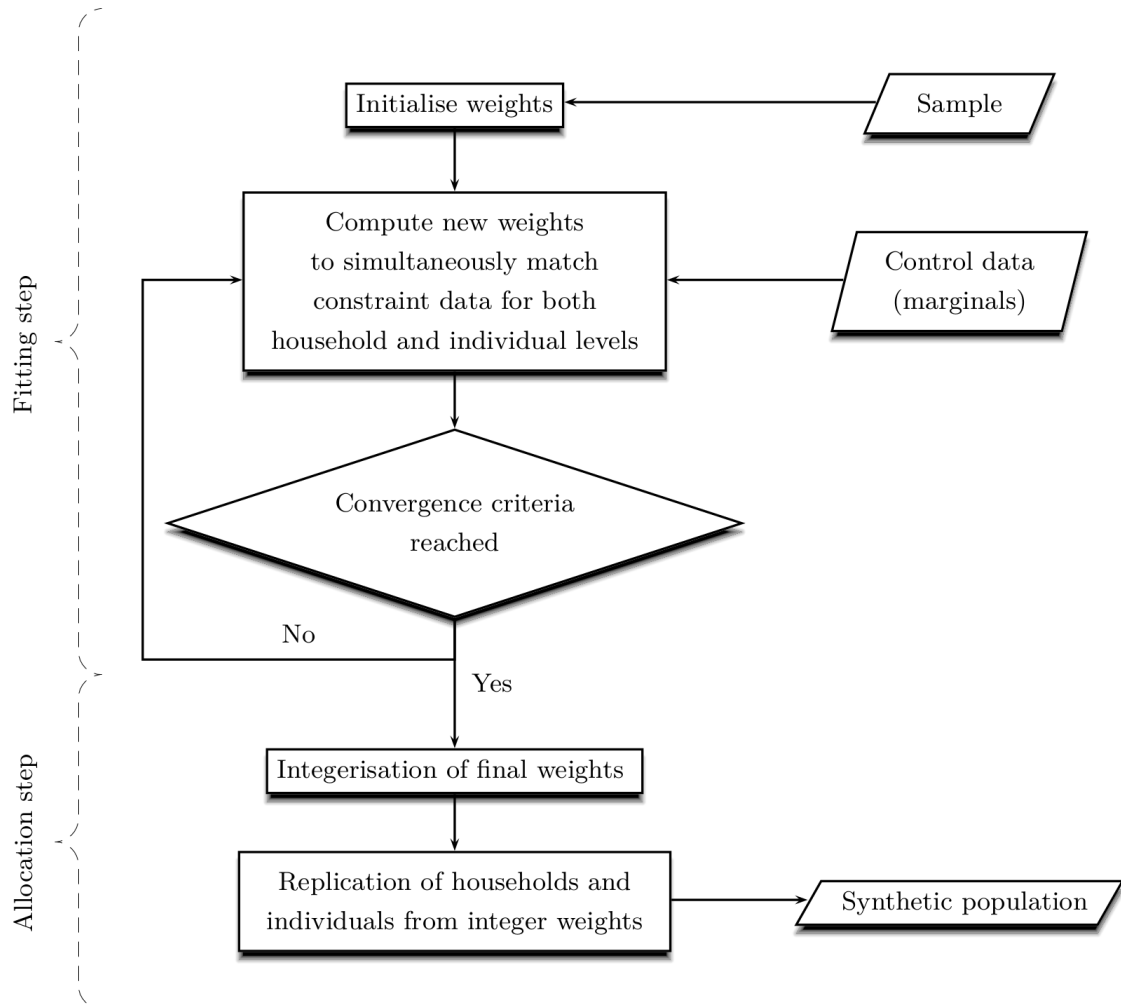 Fitting step
Initialise weights
Sample
Compute new weights
to simultaneously match
constraint data for both
household and individual levels
Control data
(marginals)
Convergence criteria
reached
No
Yes
Allocation step
Integerisation of final weights
Replication of households and
individuals from integer weights
Synthetic population